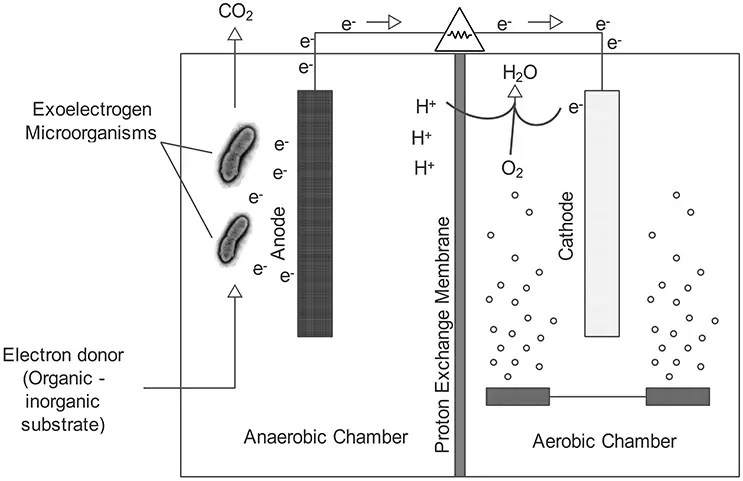 CO2
e-
e-
e-
e-
e-
e-
e-
Exoelectrogen
Microorganisms
e-
e-
e-
e-
e-
Anode
Electron donor
(Organic -
inorganic
substrate)
Anaerobic Chamber
Proton Exchange Membrane
H+
H+
H+
H2O
O2
e-
Cathode
Aerobic Chamber